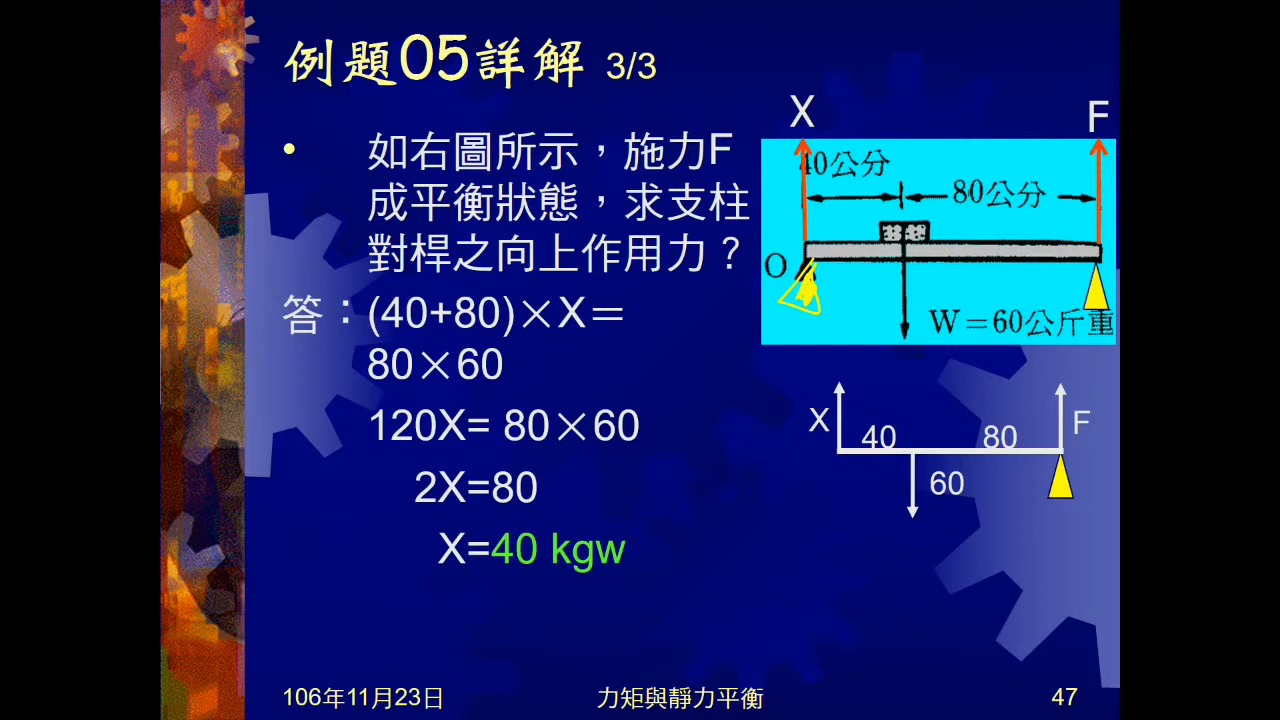 例題05詳解 3/3
• 如右圖所示，施力F
成平衡狀態，求支柱
對桿之向上作用力？
答：(40+80)×X＝
80×60
120X= 80×60
2X=80
X=40 kgw
X F
40公分
80公分
O
W＝60公斤重
X 40 80 F
60
106年11月23日 力矩與靜力平衡 47